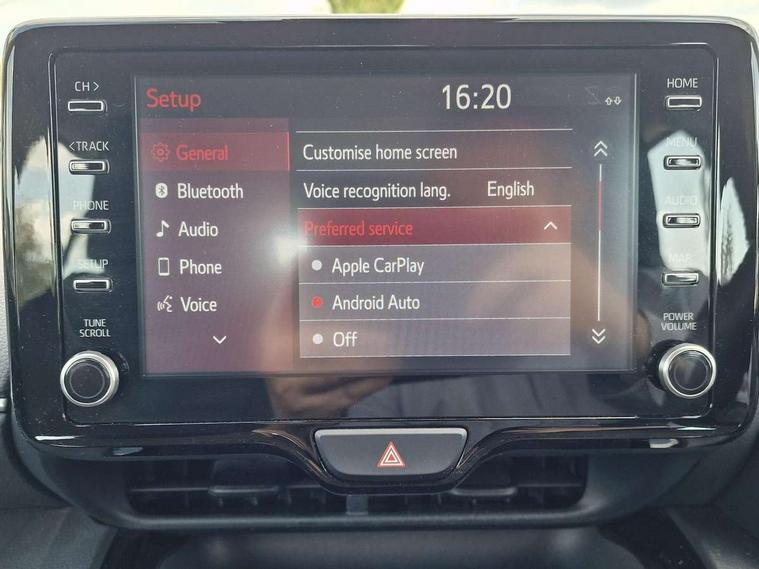 CH >
< TRACK
PHONE
SETUP
TUNE
SCROLL
Setup
16:20
General
Bluetooth
Audio
Phone
Voice
Customise home screen
Voice recognition lang. English
Preferred service
Apple CarPlay
Android Auto
Off
HOME
MENU
AUDIO
MAP
POWER
VOLUME